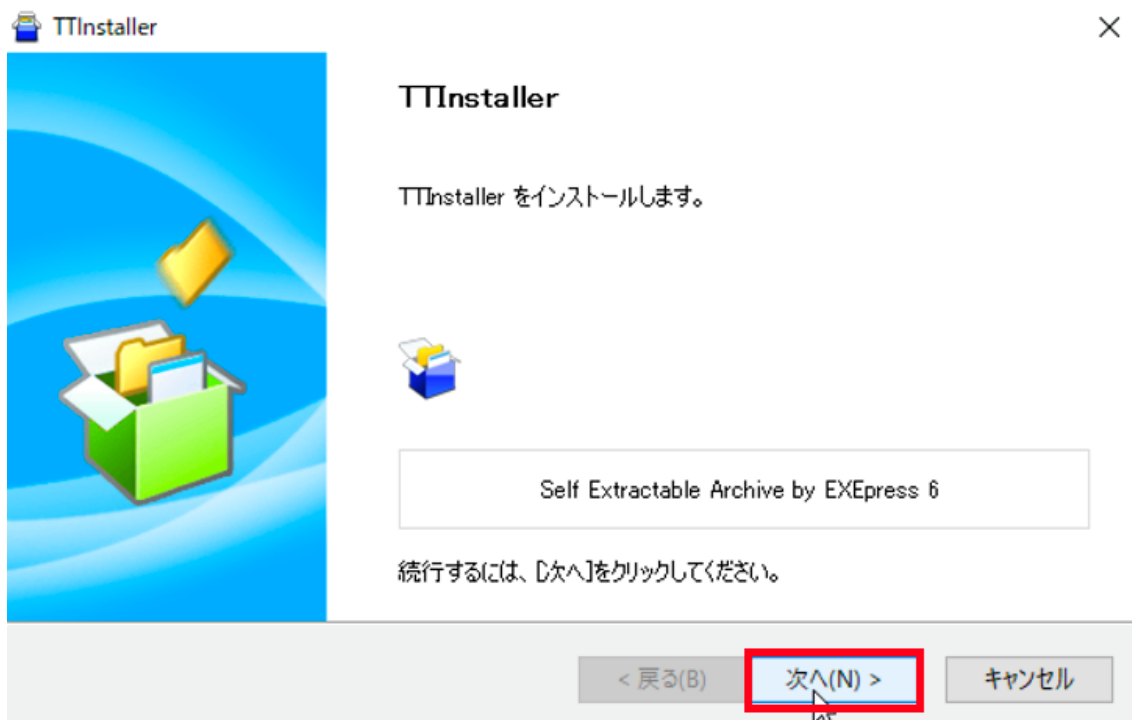 TTInstaller
TTInstaller
TTInstaller をインストールします。
Self Extractable Archive by EXEpress 6
続行するには、[次へ]をクリックしてください。
< 戻る(B) 次へ(N) > キャンセル